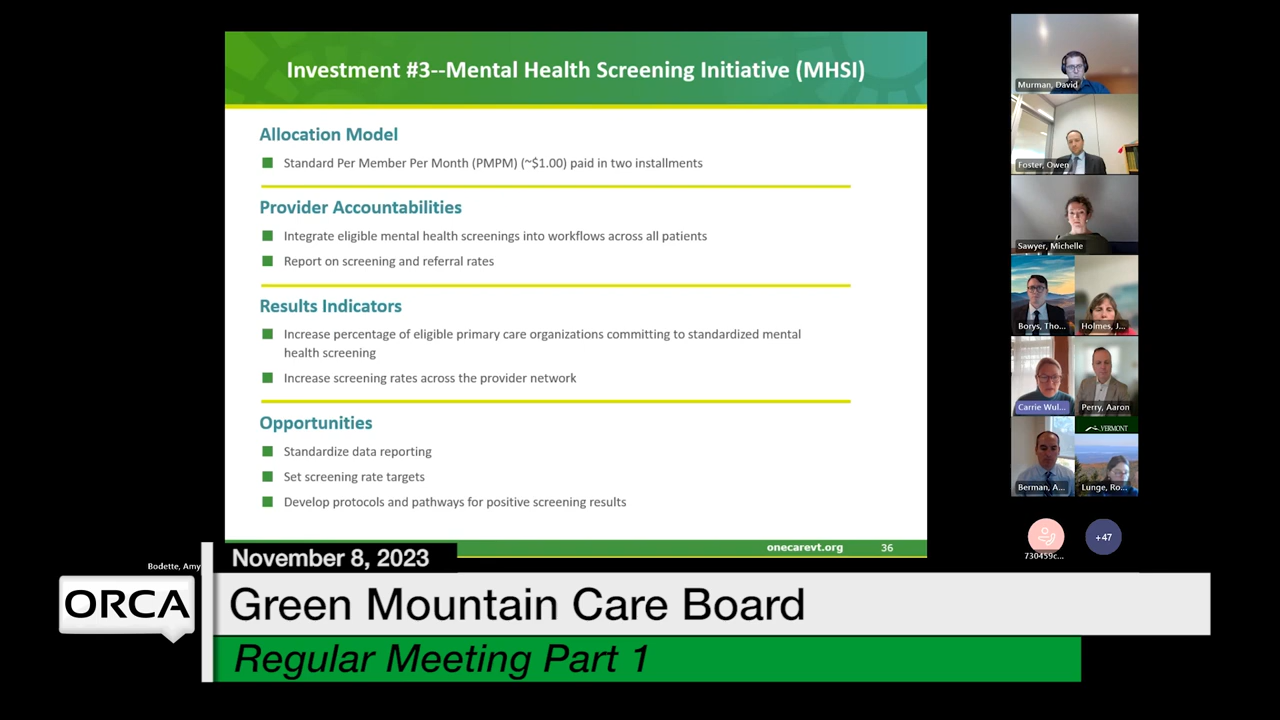 Investment #3--Mental Health Screening Initiative (MHSI)
Allocation Model
Standard Per Member Per Month (PMPM) (~$1.00) paid in two installments
Provider Accountabilities
Integrate eligible mental health screenings into workflows across all patients
Report on screening and referral rates
Results Indicators
Increase percentage of eligible primary care organizations committing to standardized mental
health screening
Increase screening rates across the provider network
Opportunities
Standardize data reporting
Set screening rate targets
Develop protocols and pathways for positive screening results
onecarevt.org 36
Murman, David
Foster, Owen
Sawyer, Michelle
Borys, Tho...
Holmes, J...
Carrie Wul...
Perry, Aaron
VERMONT
Berman, A...
Lunge, Ro...
730459c...
+47
Bodette, Amy
November 8, 2023
ORCA
Green Mountain Care Board
Regular Meeting Part 1